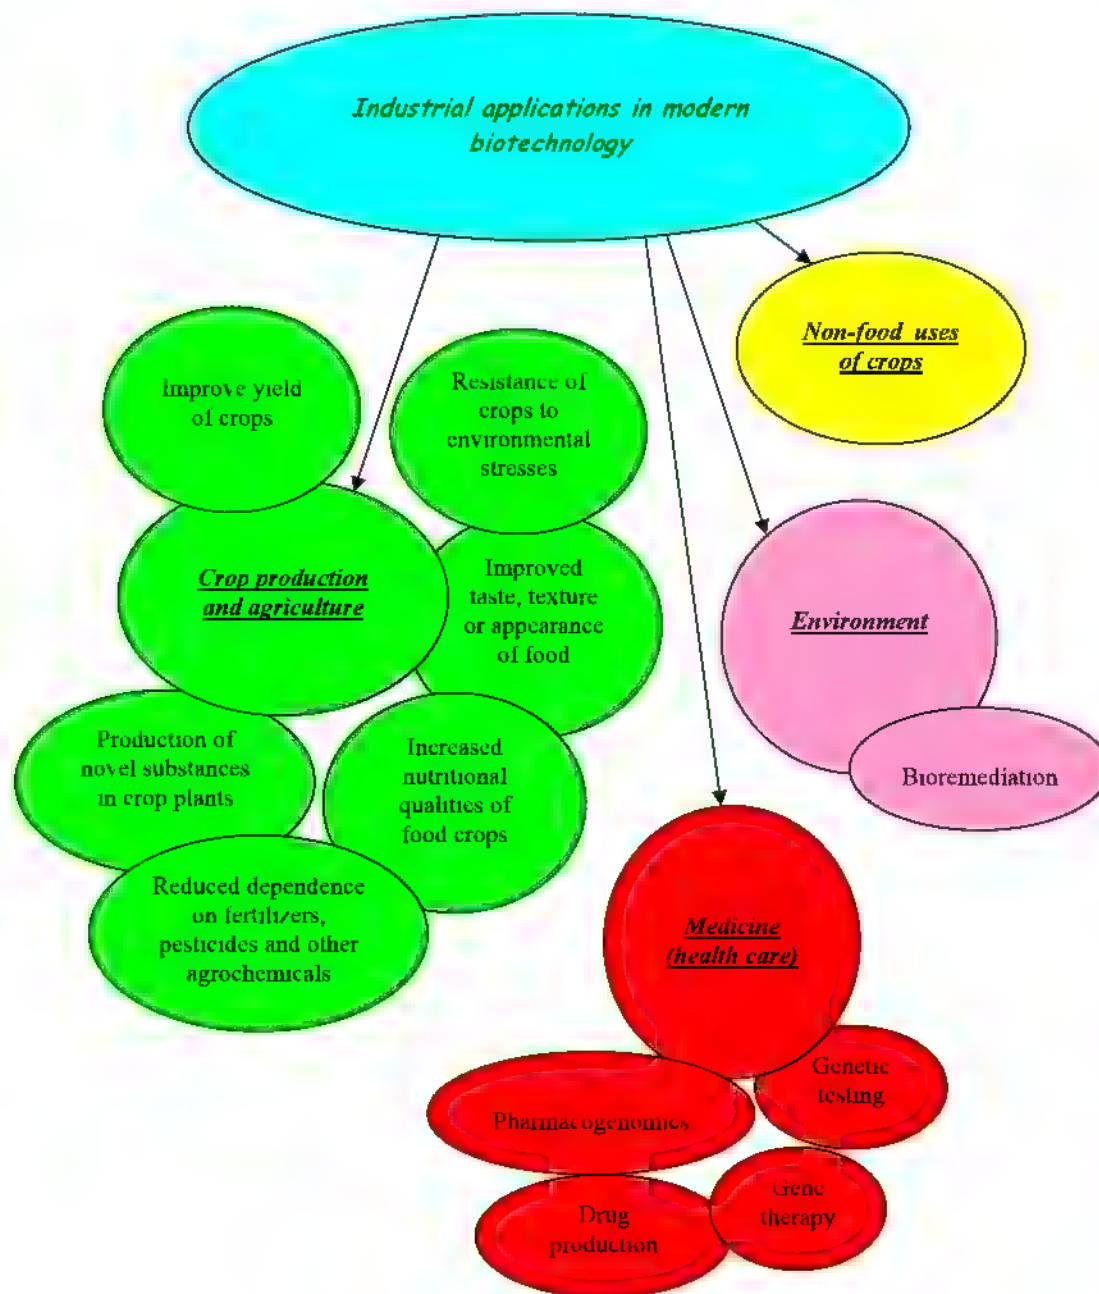 Industrial applications in modern
biotechnology
Non-food uses
of crops
Improve yield
of crops
Resistance of
crops to
environmental
stresses
Crop production
and agriculture
Improved
taste, texture
or appearance
of food
Environment
Production of
novel substances
in crop plants
Increased
nutritional
qualities of
food crops
Bioremediation
Reduced dependence
on fertilizers,
pesticides and other
agrochemicals
Medicine
(health care)
Genetic
testing
Pharmacogenomics
Gene
therapy
Drug
production